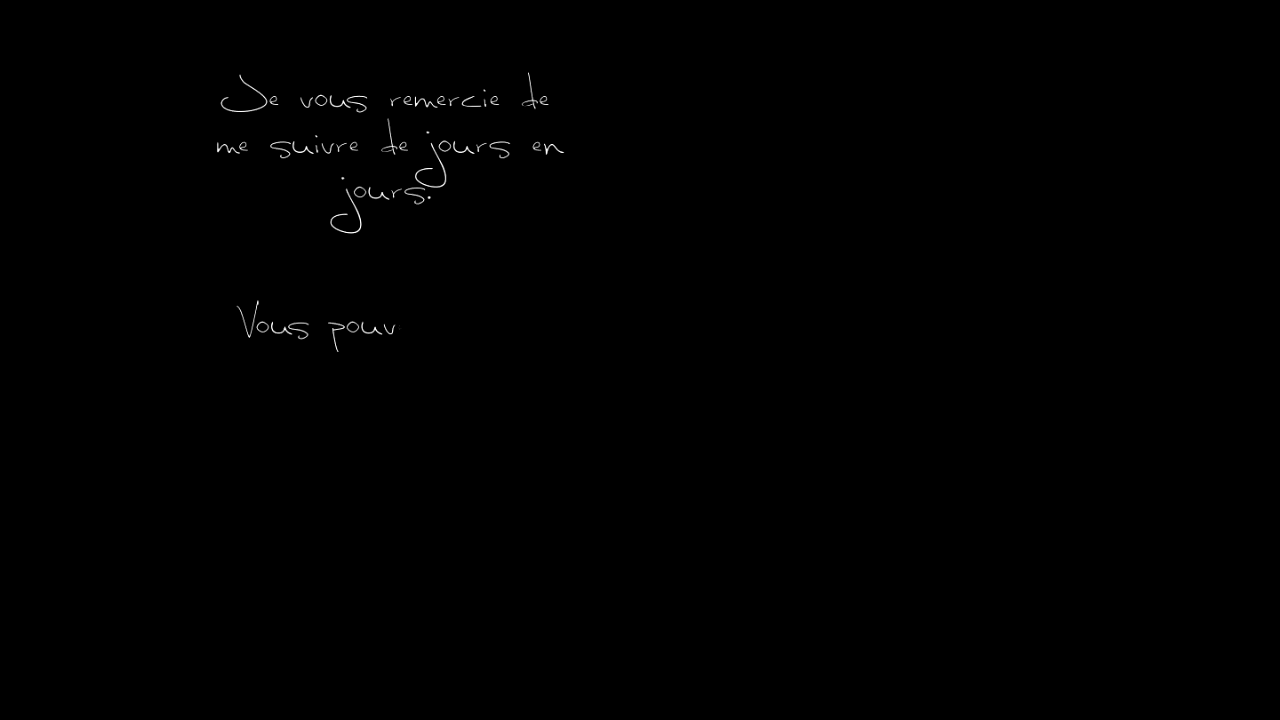 Je vous remercie de
me suivre de jours en
jours.
Vous pouv